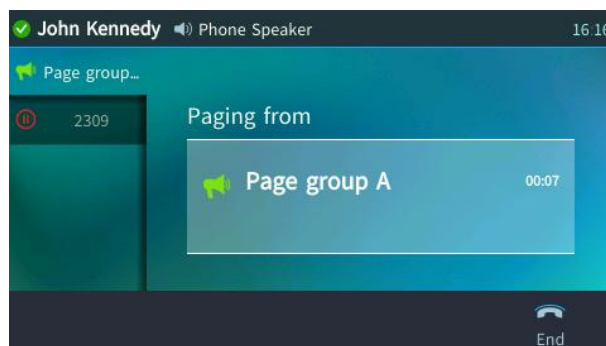 John Kennedy Phone Speaker 16:16
Page group…
2309
Paging from
Page group A 00:07
End